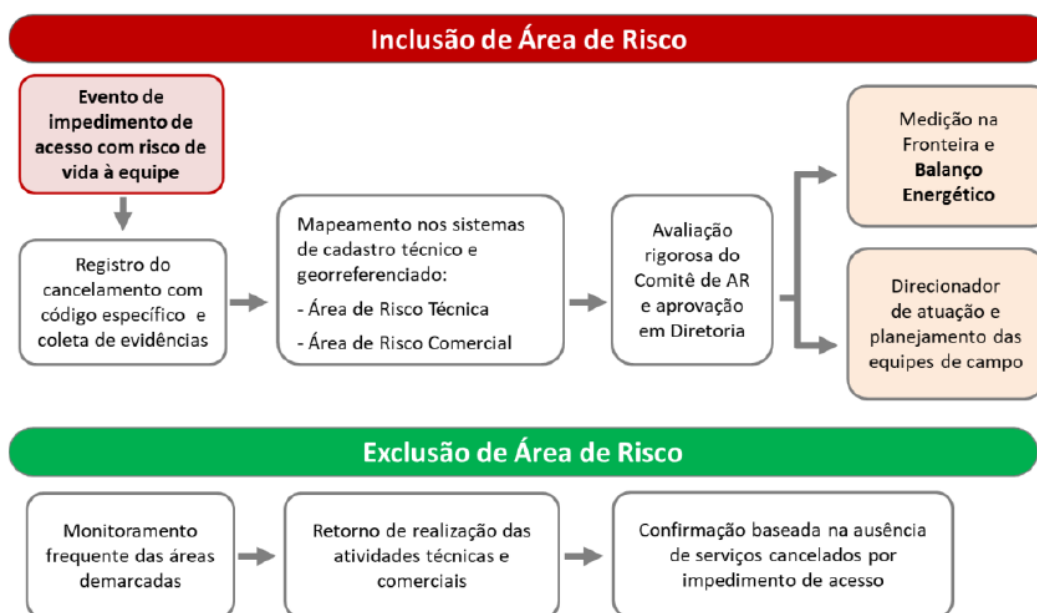 Inclusão de Área de Risco
Evento de
impedimento de
acesso com risco de
vida à equipe
Registro do
cancelamento com
código específico e
coleta de evidências
Mapeamento nos sistemas
de cadastro técnico e
georreferenciado:
- Área de Risco Técnica
- Área de Risco Comercial
Avaliação
rigorosa do
Comitê de AR
e aprovação
em Diretoria
Medição na
Fronteira e
Balanço
Energético
Direcionador
de atuação e
planejamento das
equipes de campo
Exclusão de Área de Risco
Monitoramento
frequente das áreas
demarcadas
Retorno de realização das
atividades técnicas e
comerciais
Confirmação baseada na ausência
de serviços cancelados por
impedimento de acesso